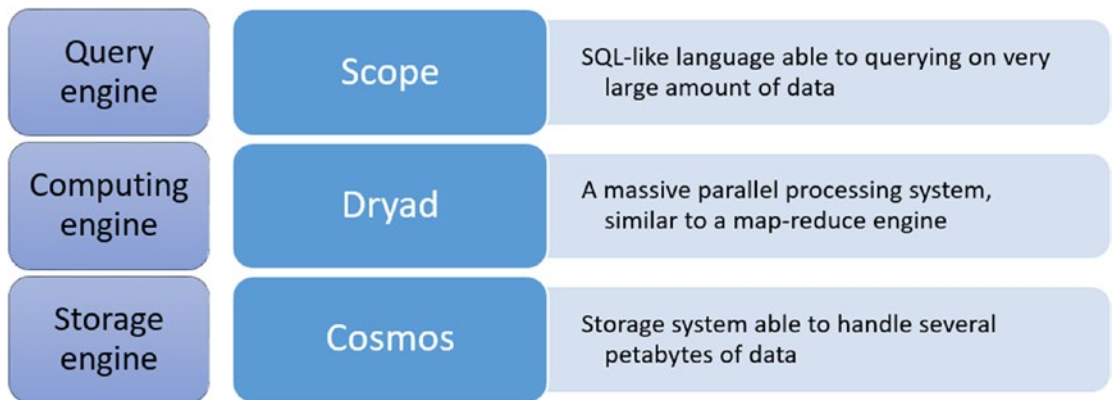 Query
engine
Scope
SQL-like language able to querying on very
large amount of data
Computing
engine
Dryad
A massive parallel processing system,
similar to a map-reduce engine
Storage
engine
Cosmos
Storage system able to handle several
petabytes of data